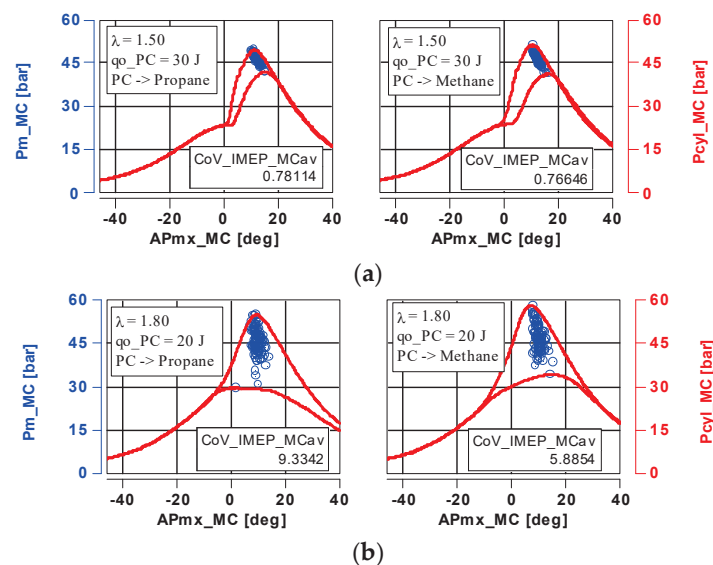 60
45
30
15
0
Pm_MC [bar]
λ = 1.50
qo_PC = 30 J
PC -> Propane
CoV_IMEP_MCav
0.78114
-40 -20 0 20 40
APmx_MC [deg]
λ = 1.50
qo_PC = 30 J
PC -> Methane
CoV_IMEP_MCav
0.76646
-40 -20 0 20 40
APmx_MC [deg]
60
45
30
15
0
Pcyl_MC [bar]
(a)
60
45
30
15
0
Pm_MC [bar]
λ = 1.80
qo_PC = 20 J
PC -> Propane
CoV_IMEP_MCav
9.3342
-40 -20 0 20 40
APmx_MC [deg]
λ = 1.80
qo_PC = 20 J
PC -> Methane
CoV_IMEP_MCav
5.8854
-40 -20 0 20 40
APmx_MC [deg]
60
45
30
15
0
Pcyl_MC [bar]
(b)